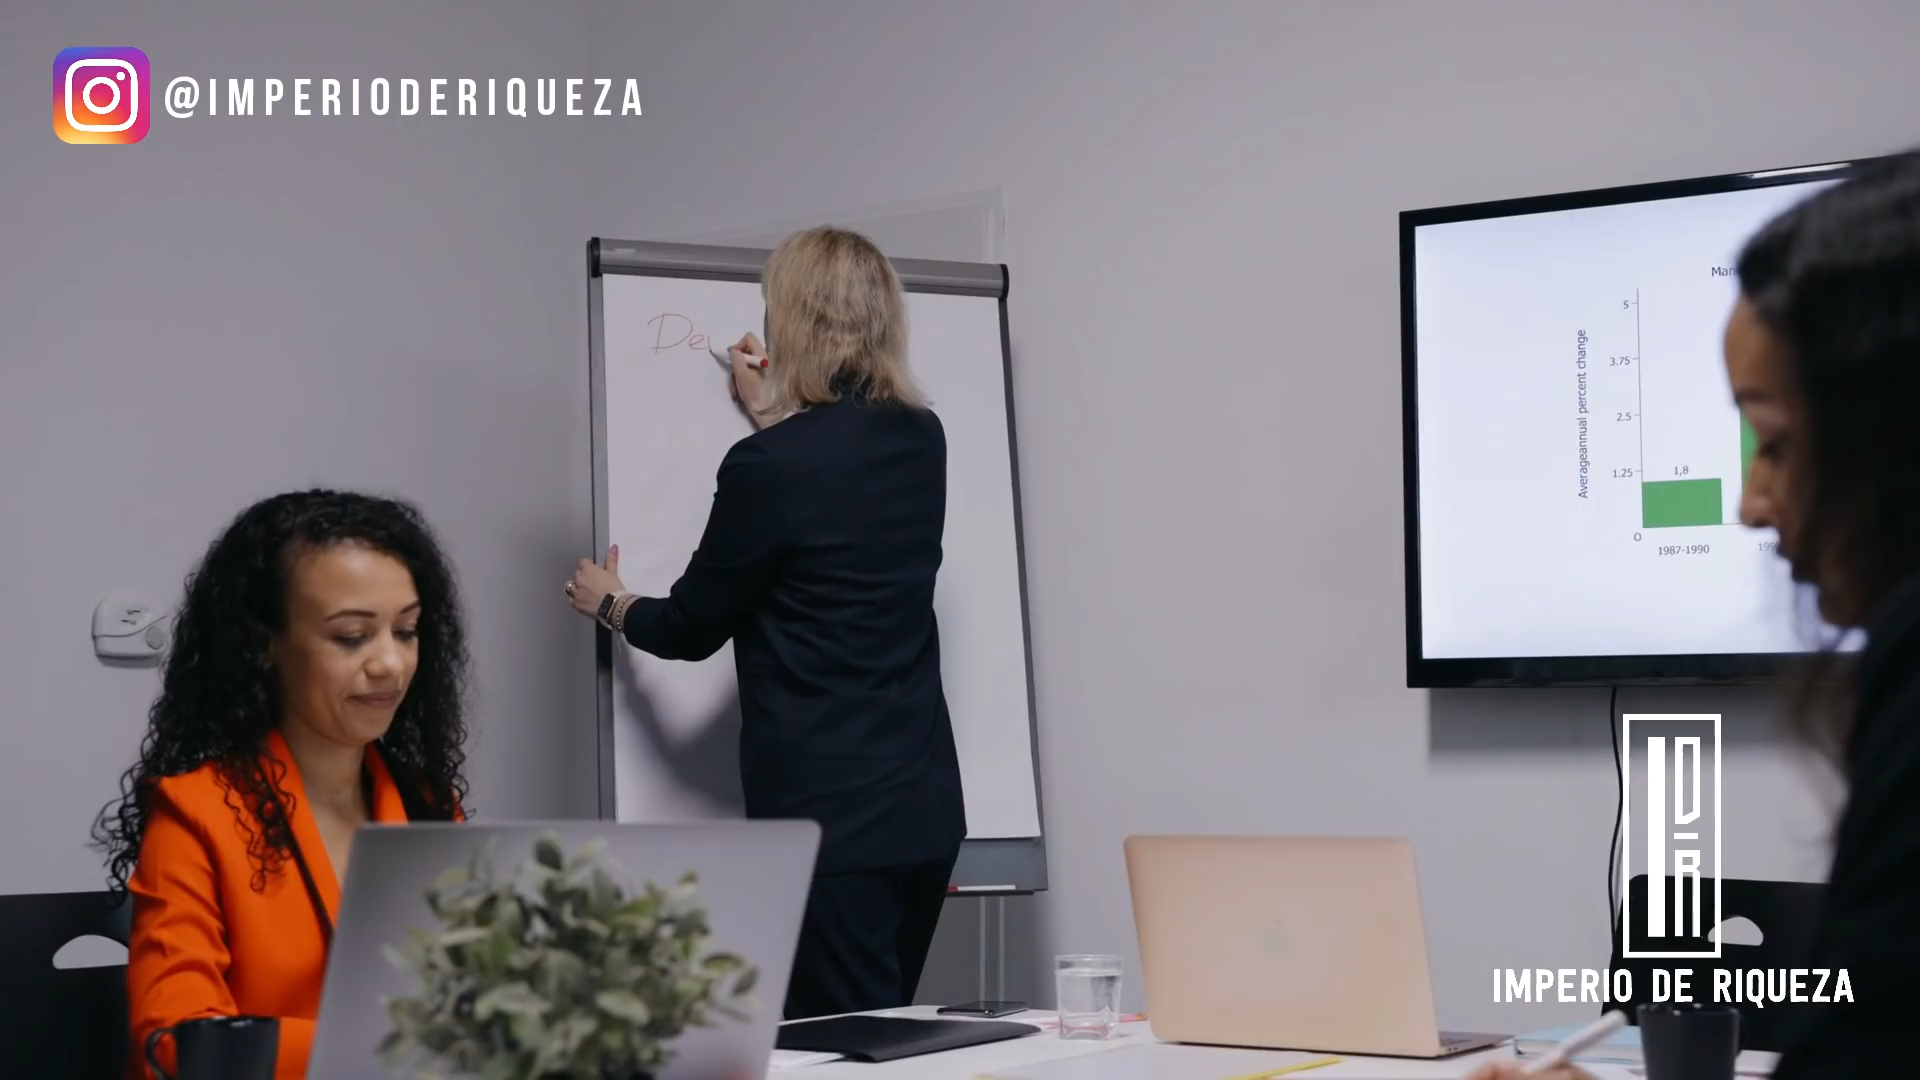 @IMPERIODERIQUEZA
De
5
3.75
2.5
1.25
0
Averageannual percent change
1,8
1987-1990
IDR
IMPERIO DE RIQUEZA